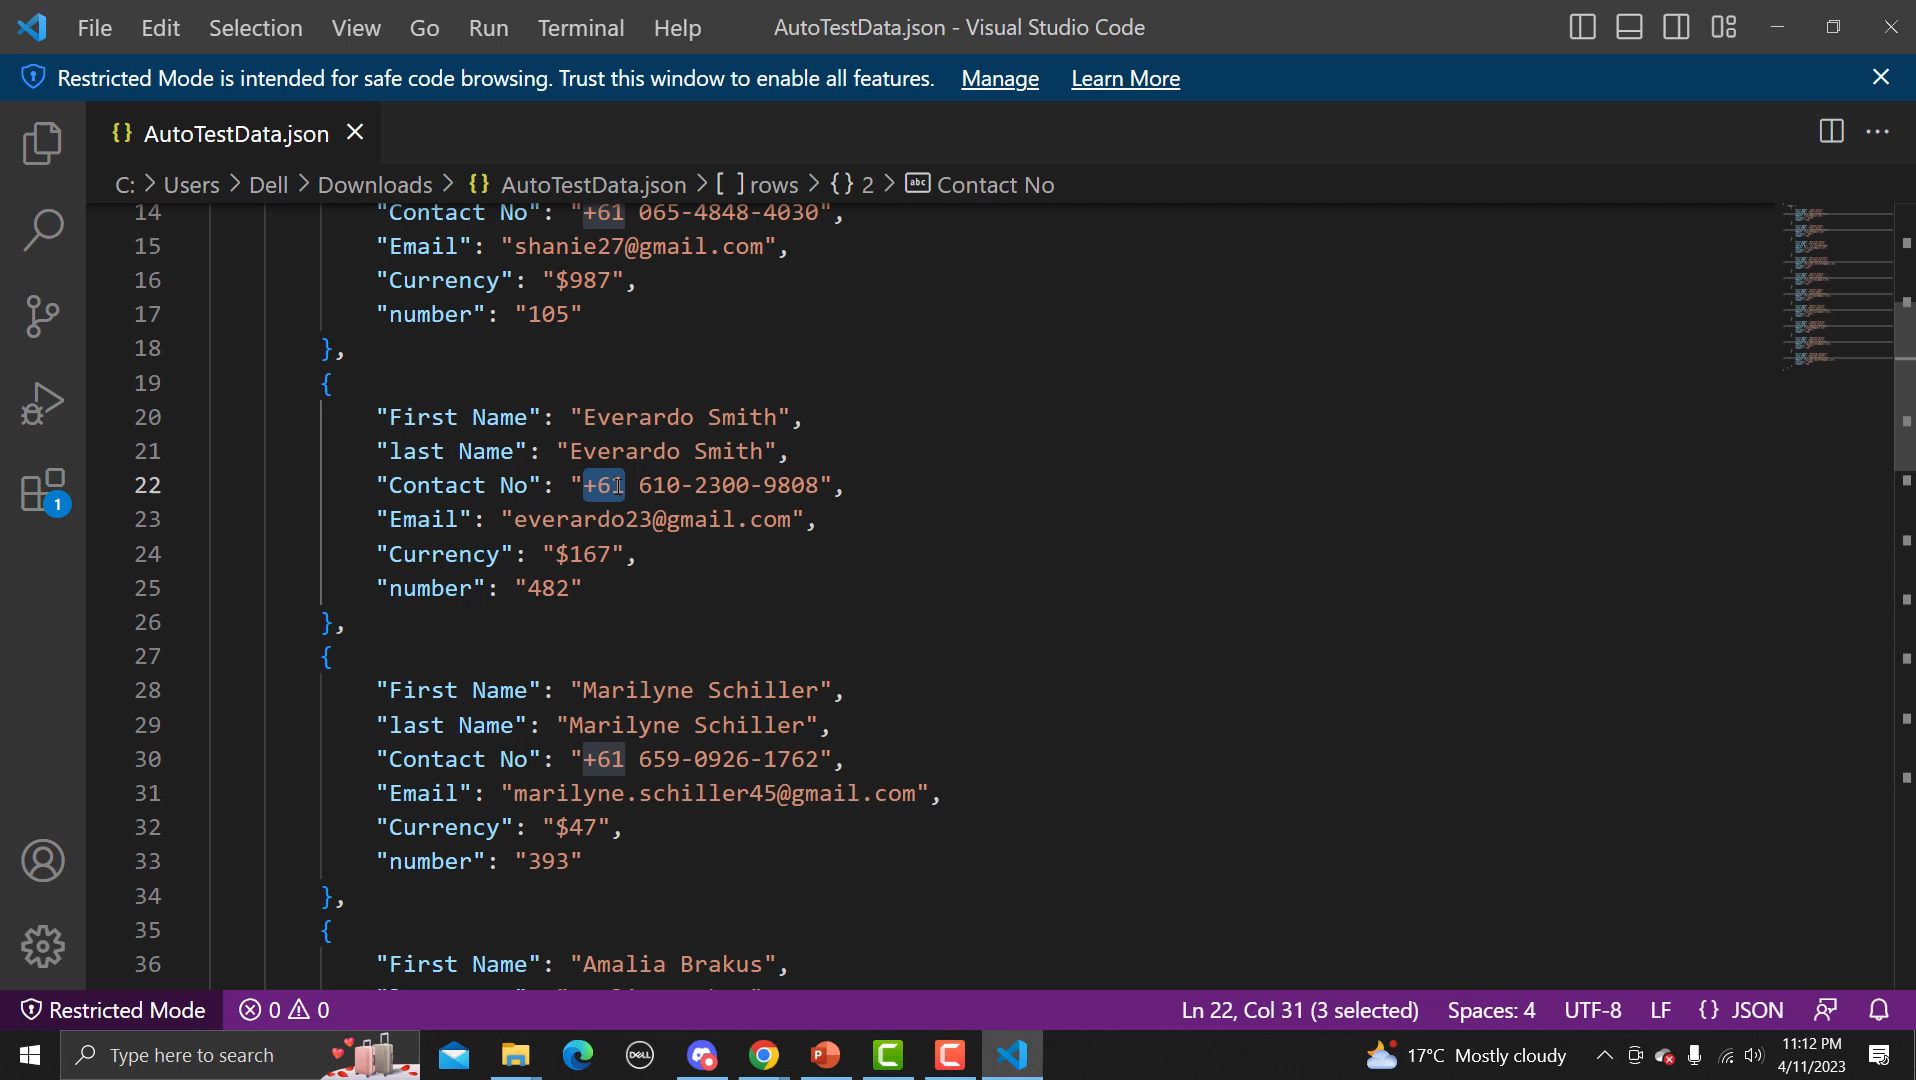 File Edit Selection View Go Run Terminal Help AutoTestData.json - Visual Studio Code
Restricted Mode is intended for safe code browsing. Trust this window to enable all features. Manage Learn More
{} AutoTestData.json
C: > Users > Dell > Downloads > {} AutoTestData.json > [ ] rows > {} 2 > abc Contact No
14 "Contact No": "+61 065-4848-4030",
15 "Email": "shanie27@gmail.com",
16 "Currency": "$987",
17 "number": "105"
18 },
19 {
20 "First Name": "Everardo Smith",
21 "last Name": "Everardo Smith",
22 "Contact No": "+61 610-2300-9808",
23 "Email": "everardo23@gmail.com",
24 "Currency": "$167",
25 "number": "482"
26 },
27 {
28 "First Name": "Marilyne Schiller",
29 "last Name": "Marilyne Schiller",
30 "Contact No": "+61 659-0926-1762",
31 "Email": "marilyne.schiller45@gmail.com",
32 "Currency": "$47",
33 "number": "393"
34 },
35 {
36 "First Name": "Amalia Brakus",
1
Restricted Mode 0 0 Ln 22, Col 31 (3 selected) Spaces: 4 UTF-8 LF {} JSON
Type here to search DELL 17°C Mostly cloudy 11:12 PM
4/11/2023